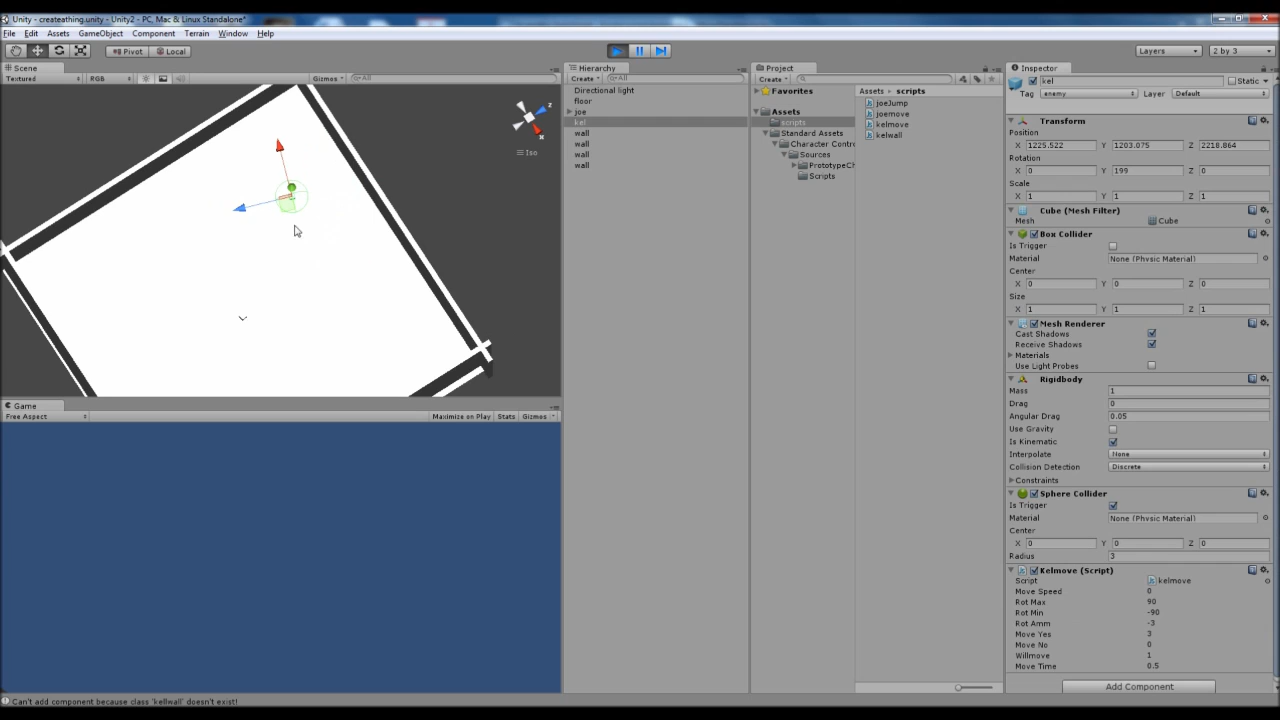 Unity - createathing.unity - Unity2 - PC, Mac & Linux Standalone*
File Edit Assets GameObject Component Terrain Window Help
Pivot Local Layers 2 by 3
Scene
Textured RGB Gizmos All
z
x
Iso
Game
Free Aspect Maximize on Play Stats Gizmos
Hierarchy
Create All
Directional light
floor
joe
kel
wall
wall
wall
wall
Project
Create
Favorites
Assets
scripts
Standard Assets
Character Contro
Sources
PrototypeCh
Scripts
Assets scripts
joeJump
joemove
kelmove
kelwall
Inspector
kel Static
Tag enemy Layer Default
Transform
Position
X 1225.522 Y 1203.075 Z 2218.864
Rotation
X 0 Y 199 Z 0
Scale
X 1 Y 1 Z 1
Cube (Mesh Filter)
Mesh Cube
Box Collider
Is Trigger
Material None (Physic Material)
Center
X 0 Y 0 Z 0
Size
X 1 Y 1 Z 1
Mesh Renderer
Cast Shadows
Receive Shadows
Materials
Use Light Probes
Rigidbody
Mass 1
Drag 0
Angular Drag 0.05
Use Gravity
Is Kinematic
Interpolate None
Collision Detection Discrete
Constraints
Sphere Collider
Is Trigger
Material None (Physic Material)
Center
X 0 Y 0 Z 0
Radius 3
Kelmove (Script)
Script kelmove
Move Speed 0
Rot Max 90
Rot Min -90
Rot Amm -3
Move Yes 3
Move No 0
Willmove 1
Move Time 0.5
Add Component
Can't add component because class 'kellwall' doesn't exist!